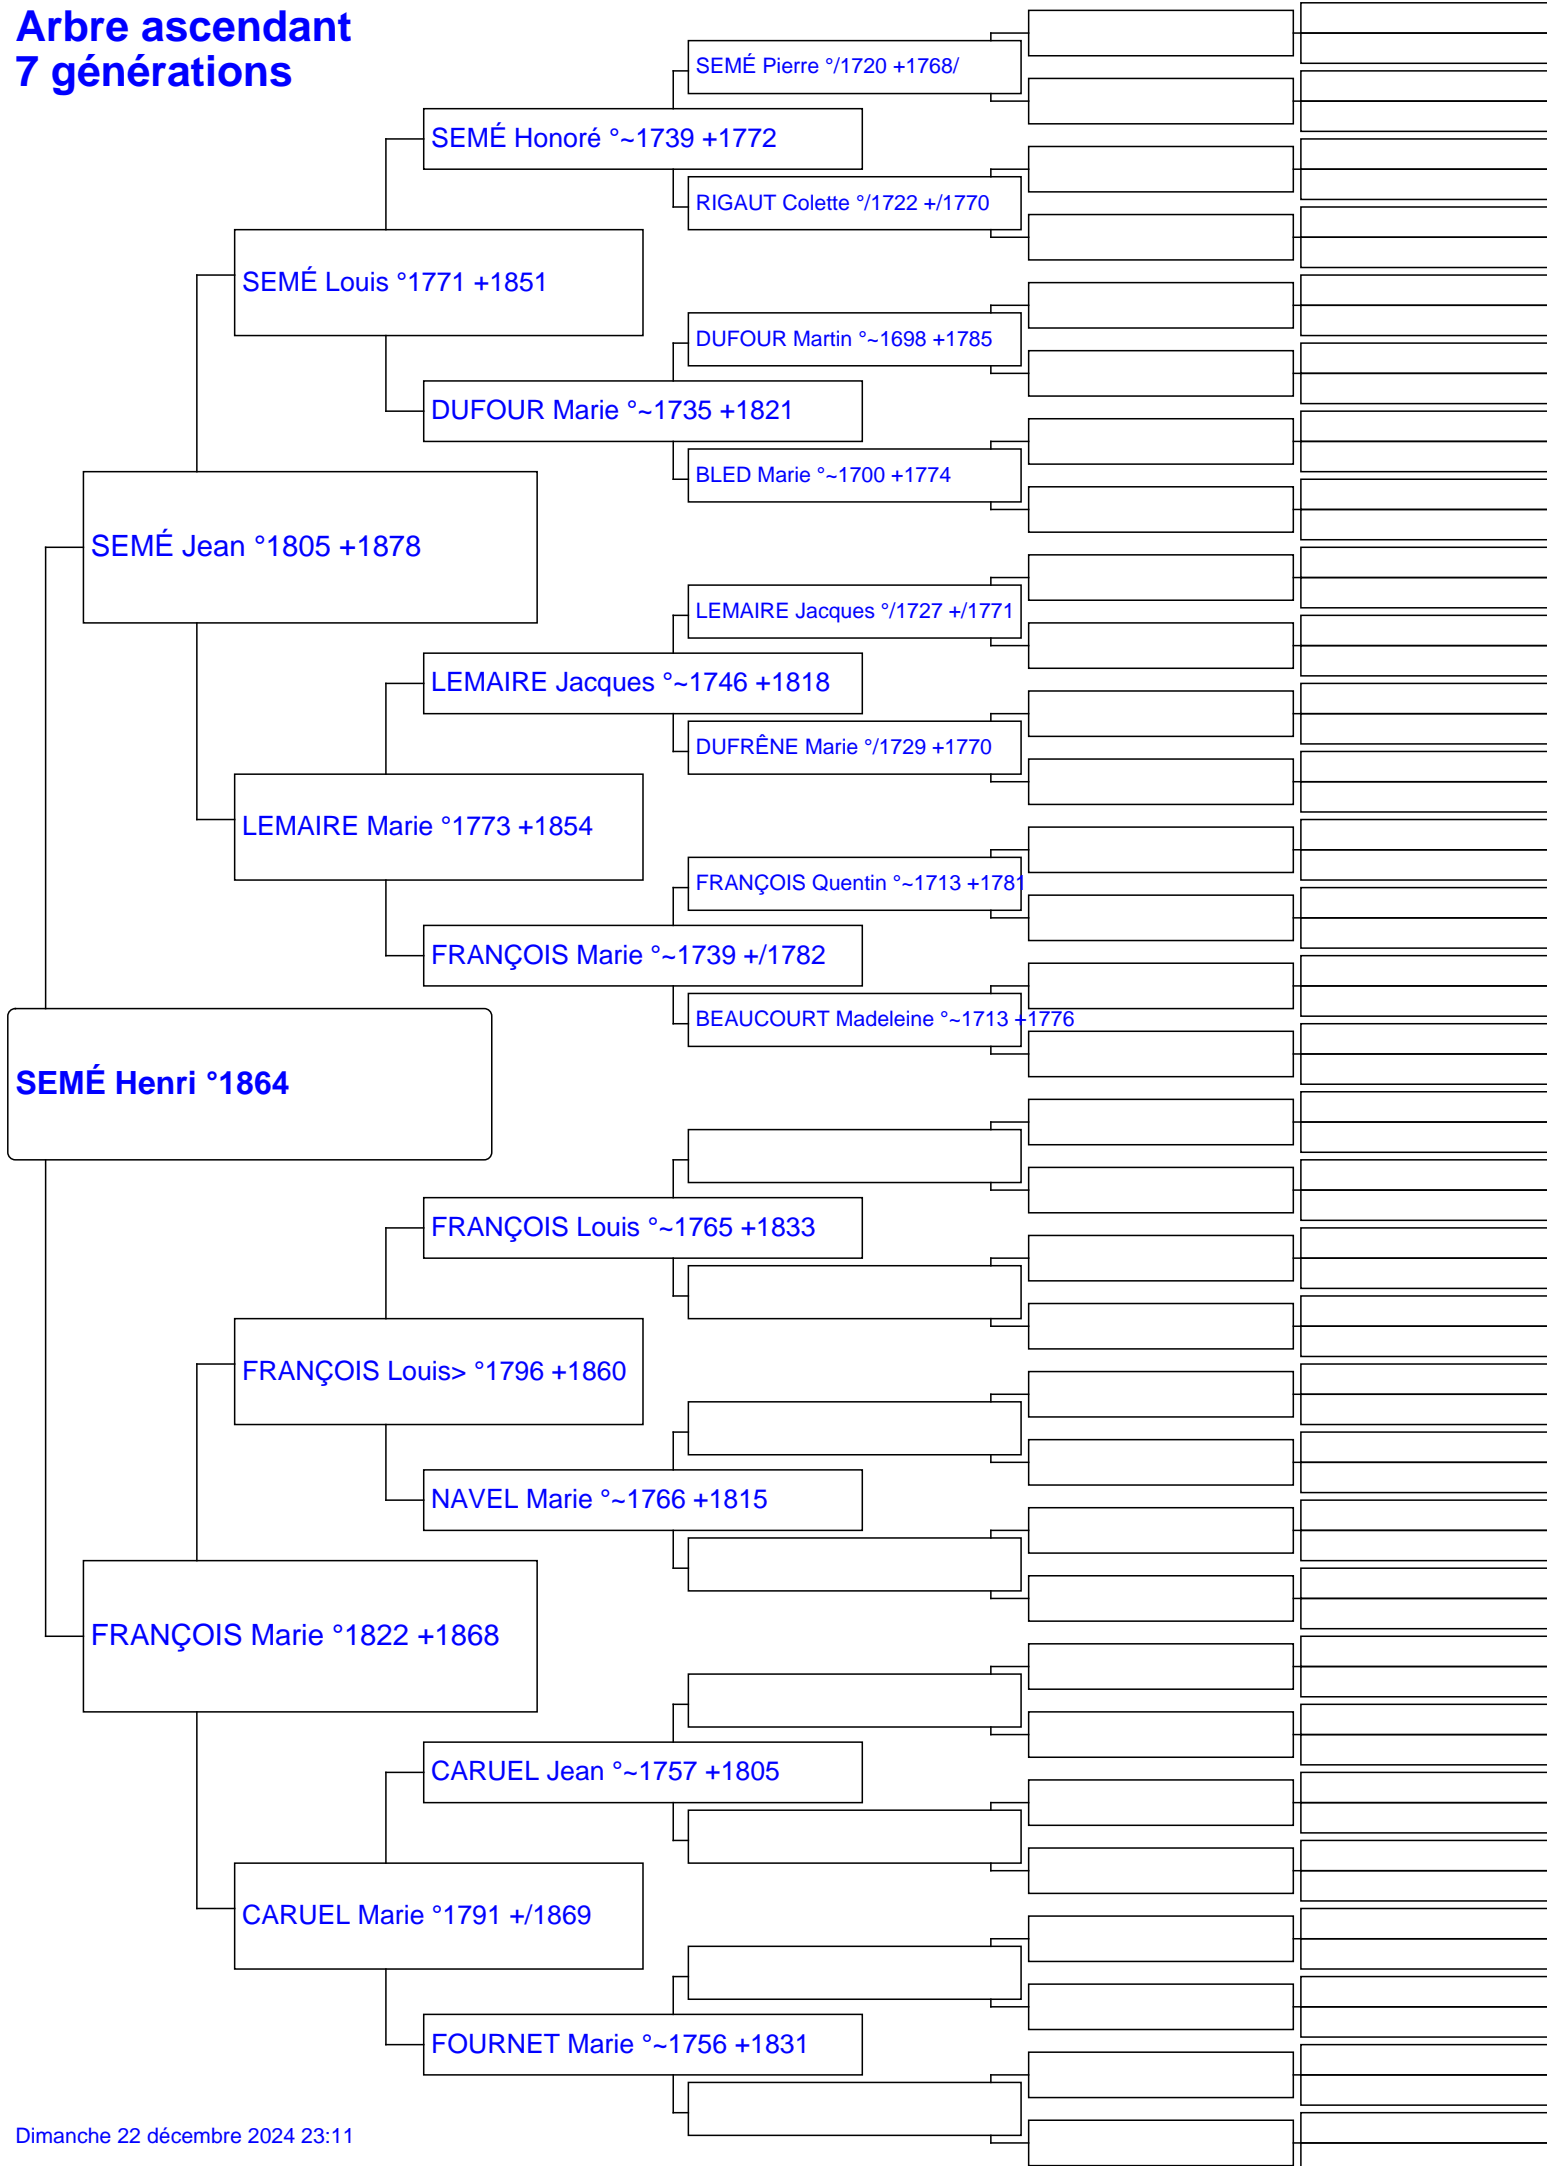 Arbre ascendant
7 générations
SEMÉ Pierre °/1720 +1768/
SEMÉ Honoré °~1739 +1772
RIGAUT Colette °/1722 +/1770
SEMÉ Louis °1771 +1851
DUFOUR Martin °~1698 +1785
DUFOUR Marie °~1735 +1821
BLED Marie °~1700 +1774
SEMÉ Jean °1805 +1878
LEMAIRE Jacques °/1727 +/1771
LEMAIRE Jacques °~1746 +1818
DUFRÊNE Marie °/1729 +1770
LEMAIRE Marie °1773 +1854
FRANÇOIS Quentin °~1713 +1781
FRANÇOIS Marie °~1739 +/1782
BEAUCOURT Madeleine °~1713 +1776
SEMÉ Henri °1864
FRANÇOIS Louis °~1765 +1833
FRANÇOIS Louis> °1796 +1860
NAVEL Marie °~1766 +1815
FRANÇOIS Marie °1822 +1868
CARUEL Jean °~1757 +1805
CARUEL Marie °1791 +/1869
FOURNET Marie °~1756 +1831
Dimanche 22 décembre 2024 23:11